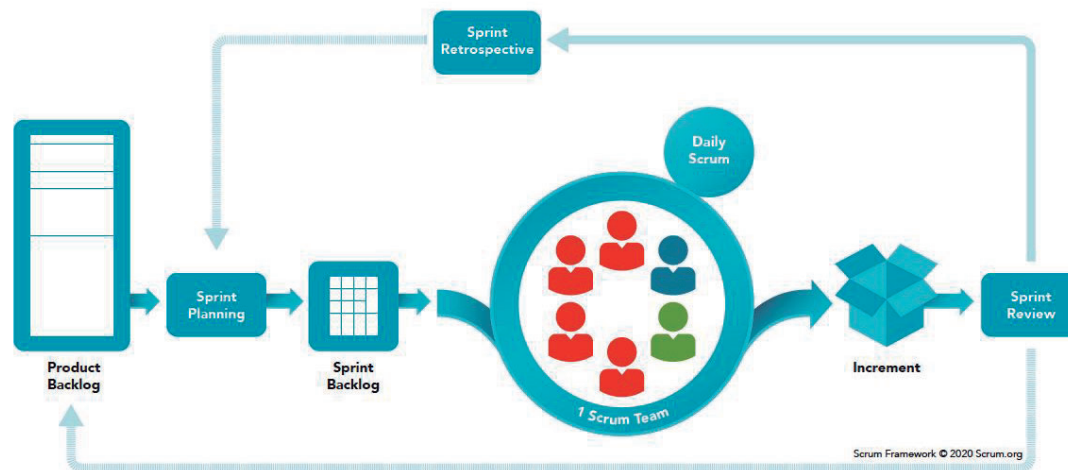 Sprint
Retrospective
Daily
Scrum
Sprint
Planning
Sprint
Review
Product
Backlog
Sprint
Backlog
1 Scrum Team
Increment
Scrum Framework © 2020 Scrum.org